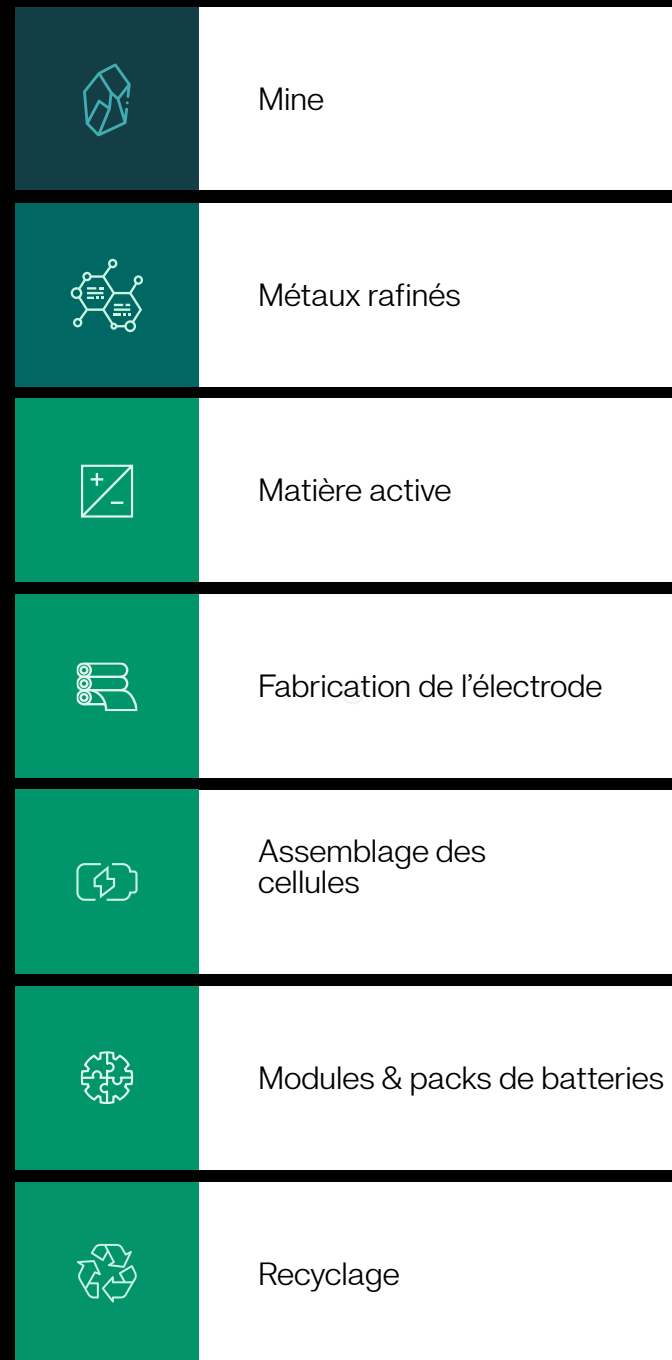 Mine
Métaux rafinés
Matière active
Fabrication de l’électrode
Assemblage des
cellules
Modules & packs de batteries
Recyclage